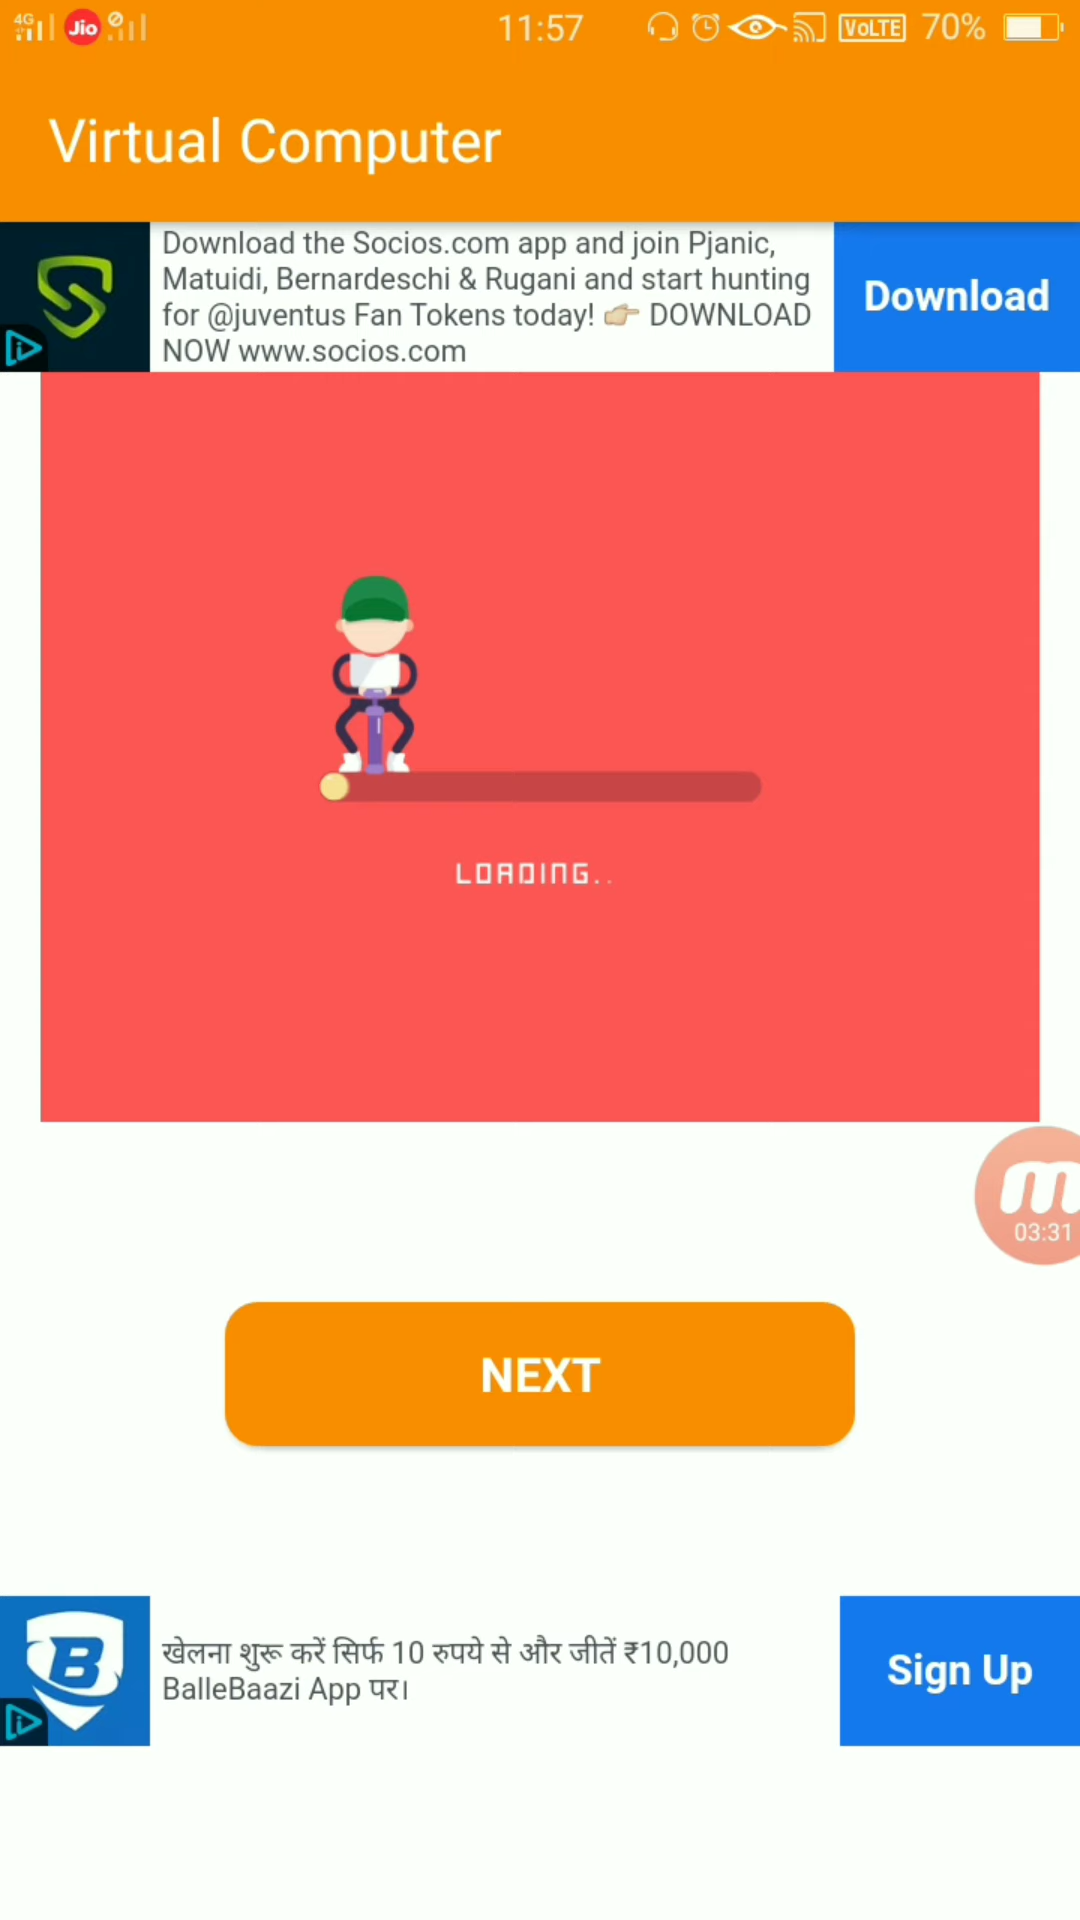 4G Jio 11:57 VoLTE 70%
Virtual Computer
Download the Socios.com app and join Pjanic,
Matuidi, Bernardeschi & Rugani and start hunting
for @juventus Fan Tokens today! 👉🏼 DOWNLOAD
NOW www.socios.com
Download
LOADING..
03:31
NEXT
B
खेलना शुरू करें सिर्फ 10 रुपये से और जीतें ₹10,000
BalleBaazi App पर।
Sign Up